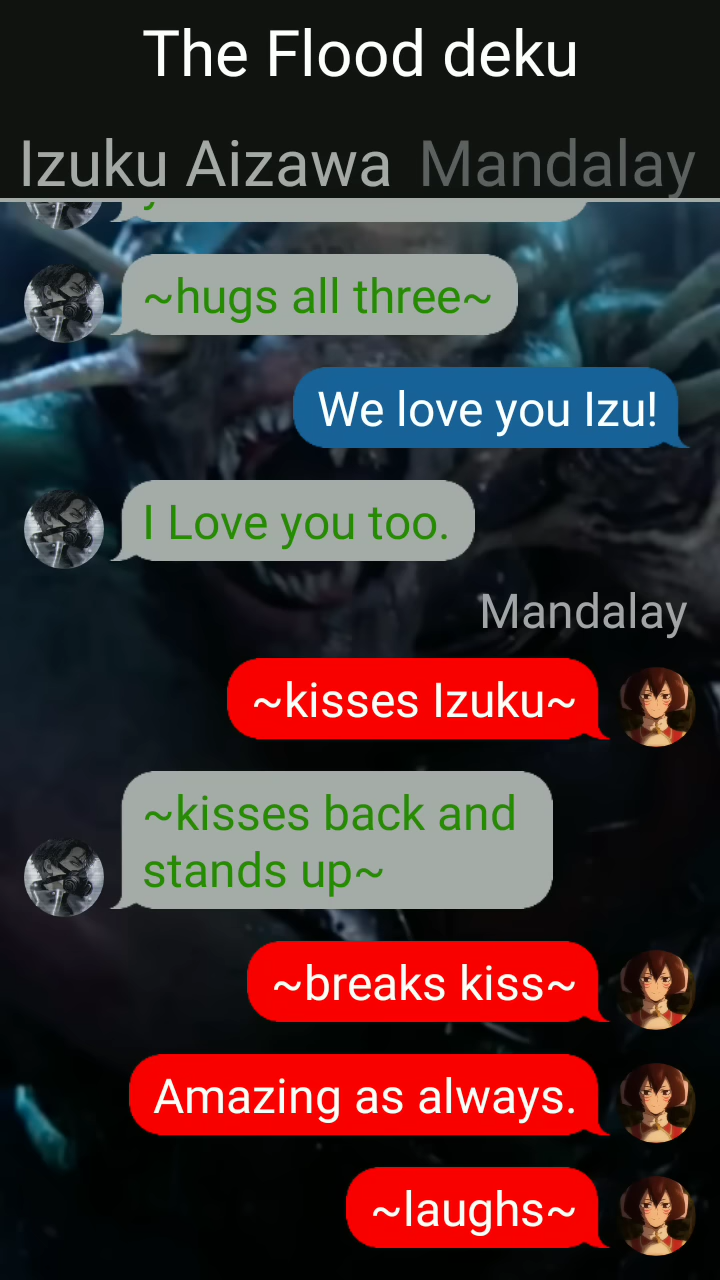 The Flood deku
Izuku Aizawa Mandalay
~hugs all three~
We love you Izu!
I Love you too.
Mandalay
~kisses Izuku~
~kisses back and
stands up~
~breaks kiss~
Amazing as always.
~laughs~